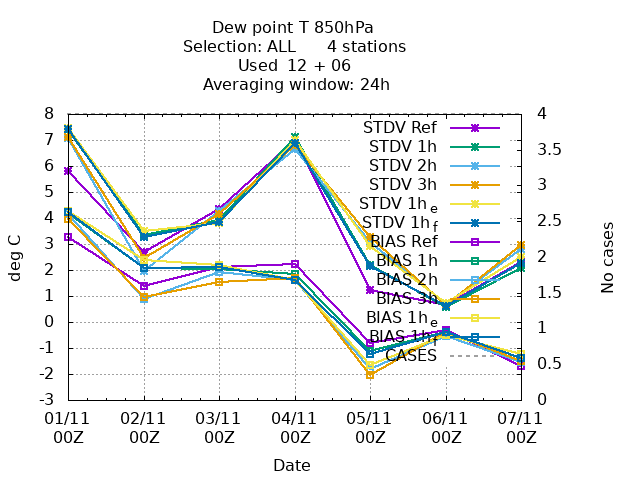 Dew point T 850hPa
Selection: ALL 4 stations
Used 12 + 06
Averaging window: 24h
deg C
No cases
8
7
6
5
4
3
2
1
0
-1
-2
-3
4
3.5
3
2.5
2
1.5
1
0.5
0
STDV Ref
STDV 1h
STDV 2h
STDV 3h
STDV 1h e
STDV 1h f
BIAS Ref
BIAS 1h
BIAS 2h
BIAS 3h
BIAS 1h e
BIAS 1h f
CASES
01/11 02/11 03/11 04/11 05/11 06/11 07/11
00Z 00Z 00Z 00Z 00Z 00Z 00Z
Date